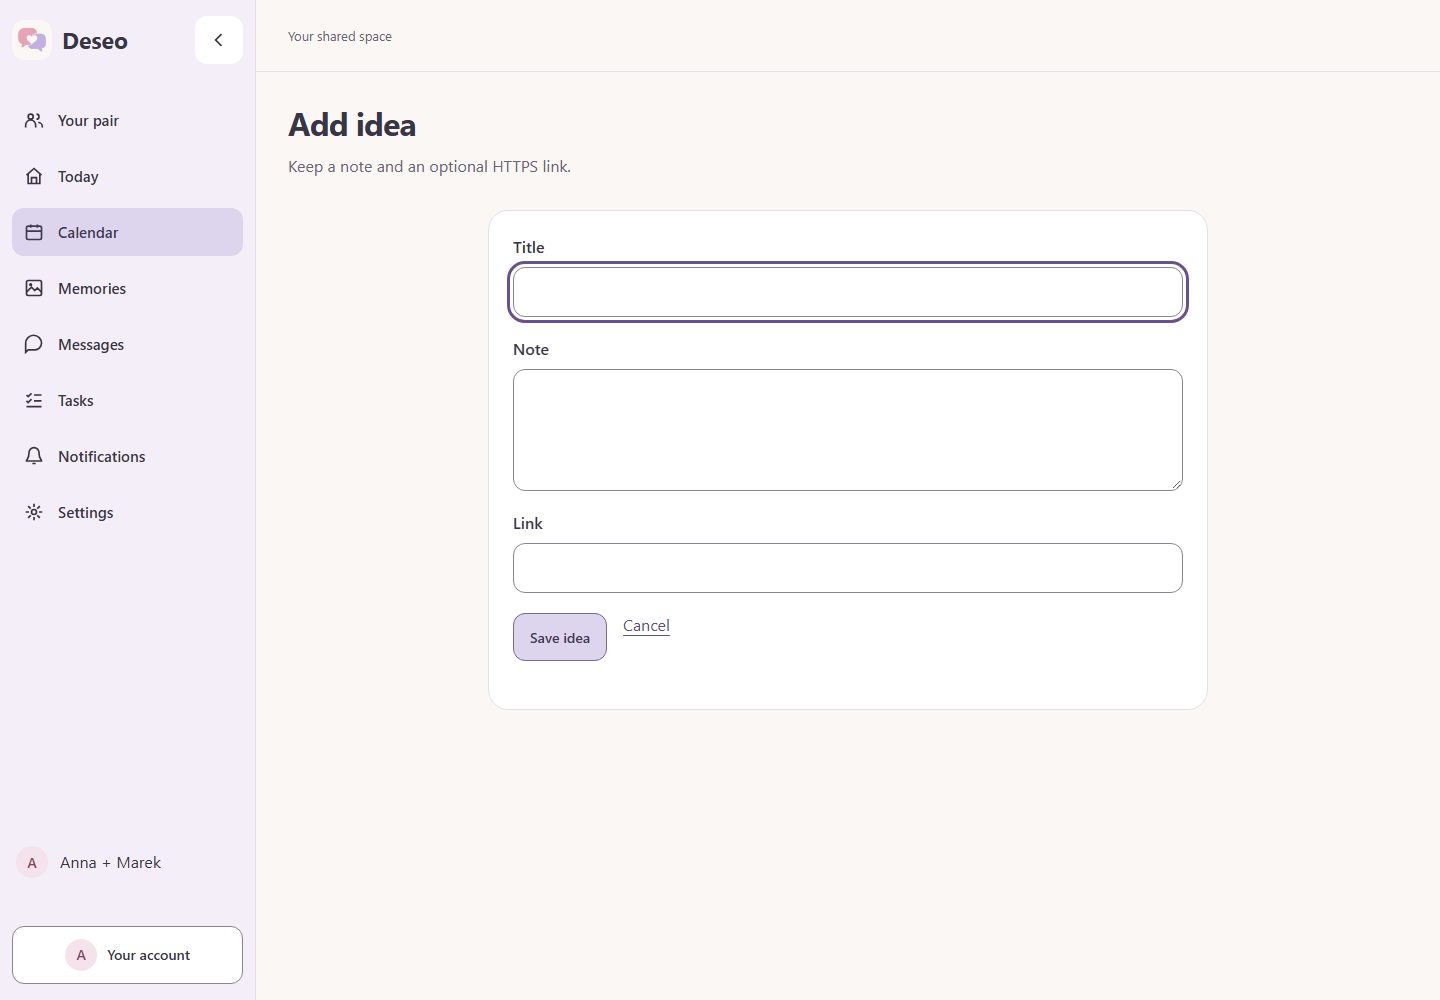 Deseo
Your pair
Today
Calendar
Memories
Messages
Tasks
Notifications
Settings
A Anna + Marek
A Your account
Your shared space
Add idea
Keep a note and an optional HTTPS link.
Title
Note
Link
Save idea Cancel